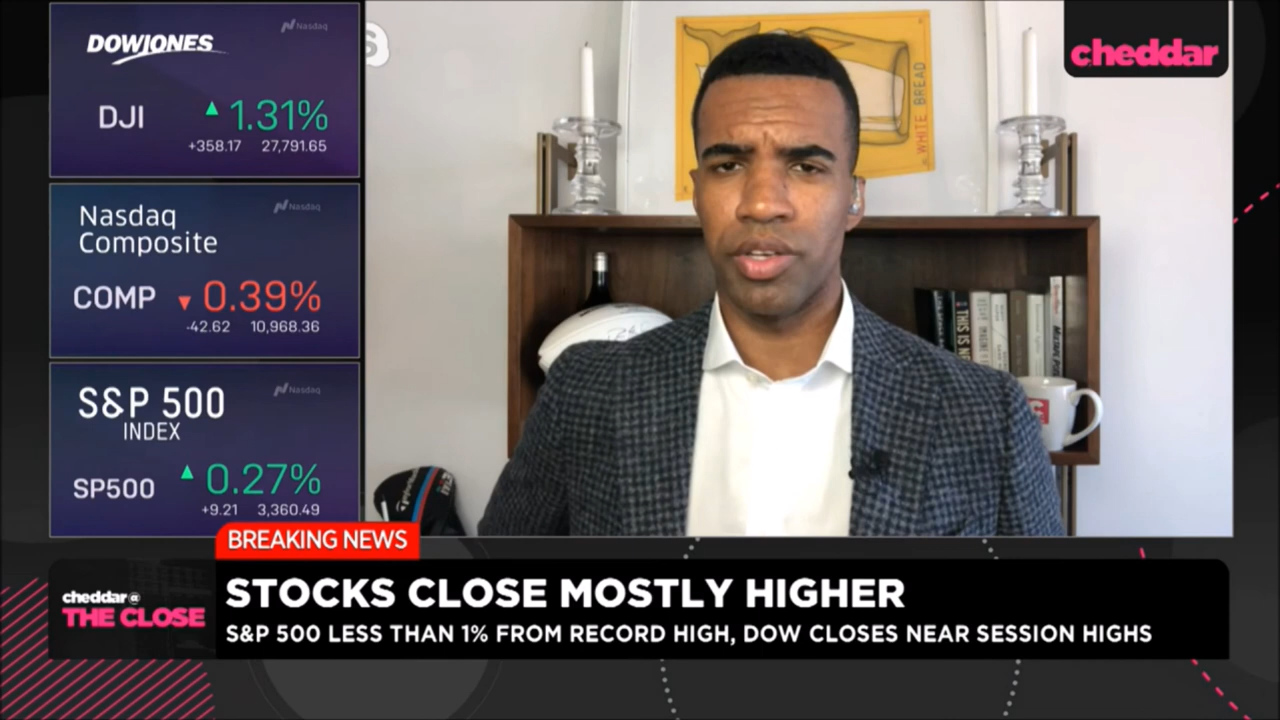 DOWJONES
Nasdaq
DJI
▲ 1.31%
+358.17 27,791.65
Nasdaq
Composite
Nasdaq
COMP
▼ 0.39%
-42.62 10,968.36
S&P 500
INDEX
Nasdaq
SP500
▲ 0.27%
+9.21 3,360.49
S
WHITE BREAD
cheddar
THIS IS
BREAKING NEWS
cheddar@
THE CLOSE
STOCKS CLOSE MOSTLY HIGHER
S&P 500 LESS THAN 1% FROM RECORD HIGH, DOW CLOSES NEAR SESSION HIGHS